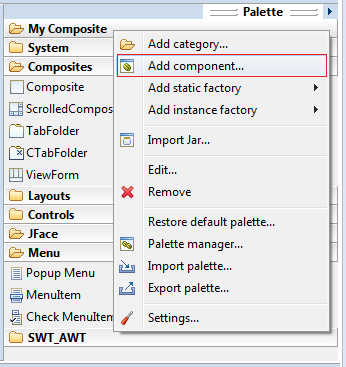 Palette
My Composite
System
Composites
Composite
ScrolledCompos
TabFolder
CTabFolder
ViewForm
Layouts
Controls
JFace
Menu
Popup Menu
MenuItem
Check MenuItem
SWT_AWT
Add category...
Add component...
Add static factory
Add instance factory
Import Jar...
Edit...
Remove
Restore default palette...
Palette manager...
Import palette...
Export palette...
Settings...